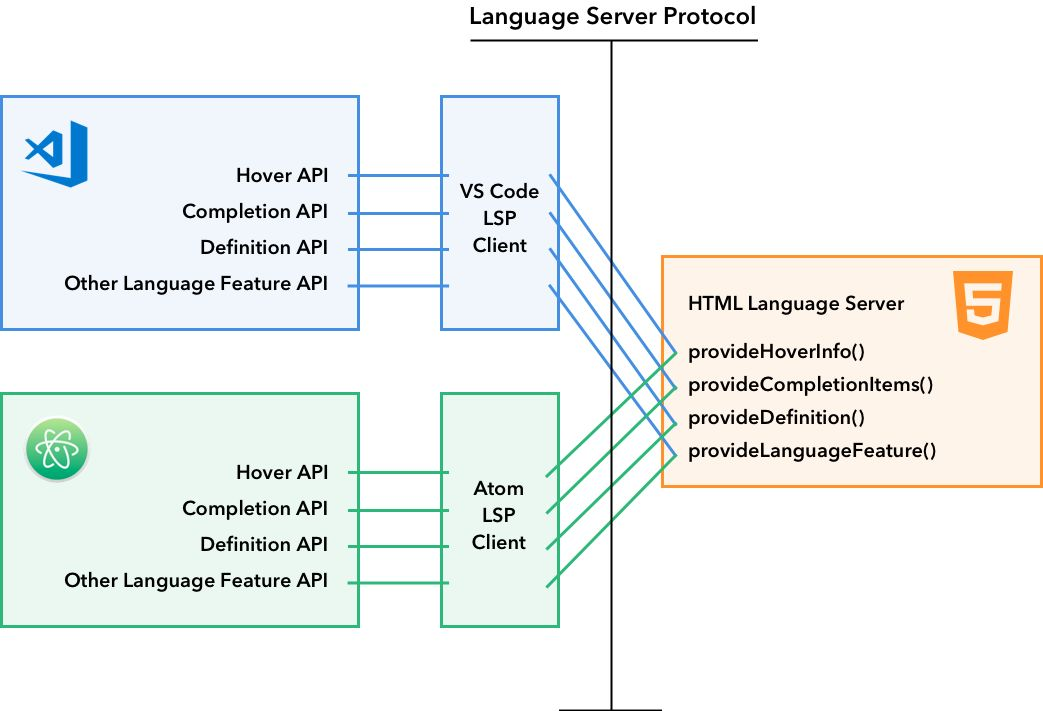 Language Server Protocol
Hover API
Completion API
Definition API
Other Language Feature API
VS Code
LSP
Client
HTML Language Server
provideHoverInfo()
provideCompletionItems()
provideDefinition()
provideLanguageFeature()
Hover API
Completion API
Definition API
Other Language Feature API
Atom
LSP
Client